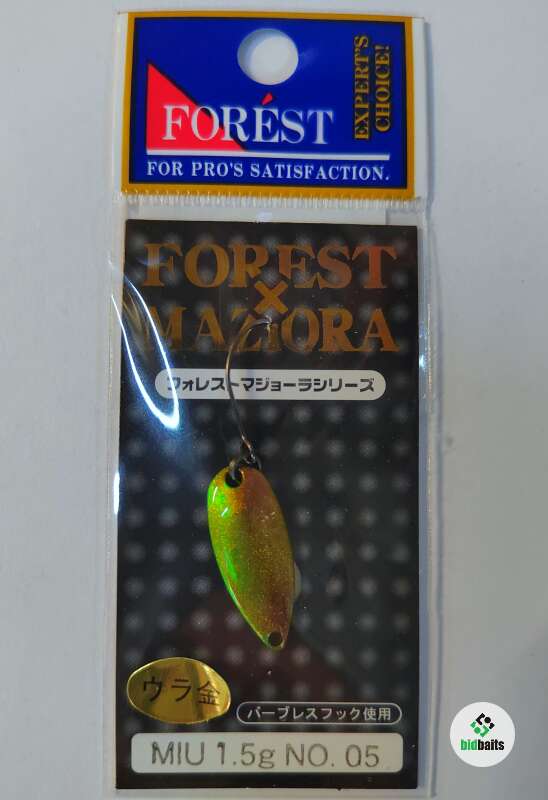 EXPERT'S
CHOICE!
FORÉST
FOR PRO'S SATISFACTION.
FOREST
×
MAZIORA
フォレストマジョーラシリーズ
ウラ金
バーブレスフック使用
MIU 1.5g NO. 05
bidbaits